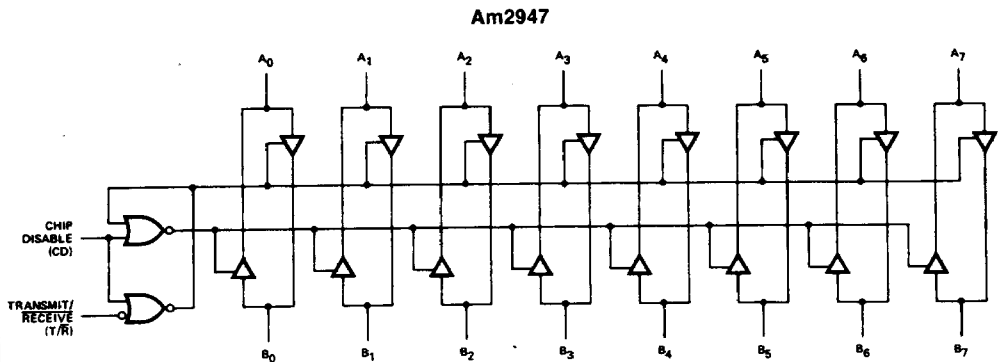 Am2947
A0 A1 A2 A3 A4 A5 A6 A7
CHIP
DISABLE
(CD)
TRANSMIT/
RECEIVE
(T/R̅)
B0 B1 B2 B3 B4 B5 B6 B7